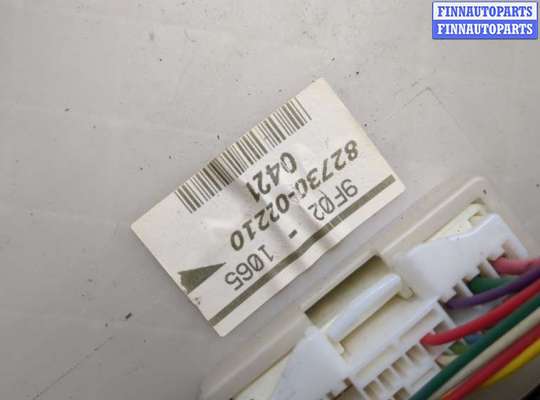 FINNAUTOPARTS
FINNAUTOPARTS
82730-02210
0421
9F02 - 1065